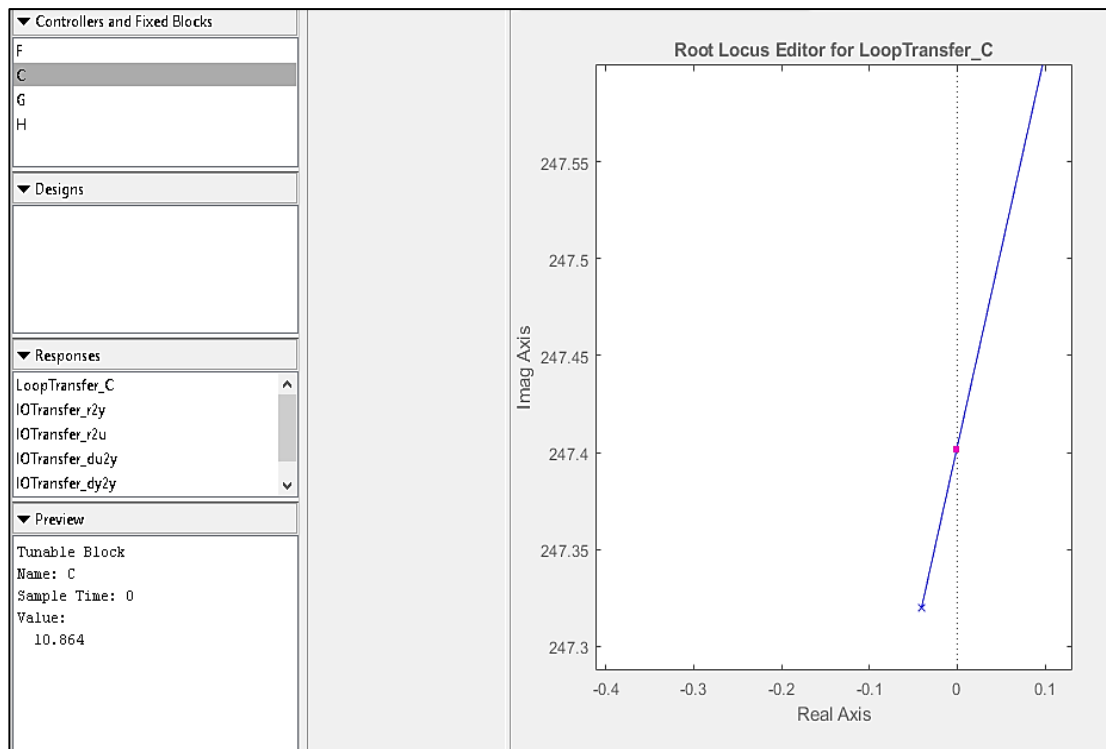 Controllers and Fixed Blocks
F
C
G
H
Designs
Responses
LoopTransfer_C
IOTransfer_r2y
IOTransfer_r2u
IOTransfer_du2y
IOTransfer_dy2y
Preview
Tunable Block
Name: C
Sample Time: 0
Value:
10.864
Root Locus Editor for LoopTransfer_C
Imag Axis
247.55
247.5
247.45
247.4
247.35
247.3
-0.4 -0.3 -0.2 -0.1 0 0.1
Real Axis